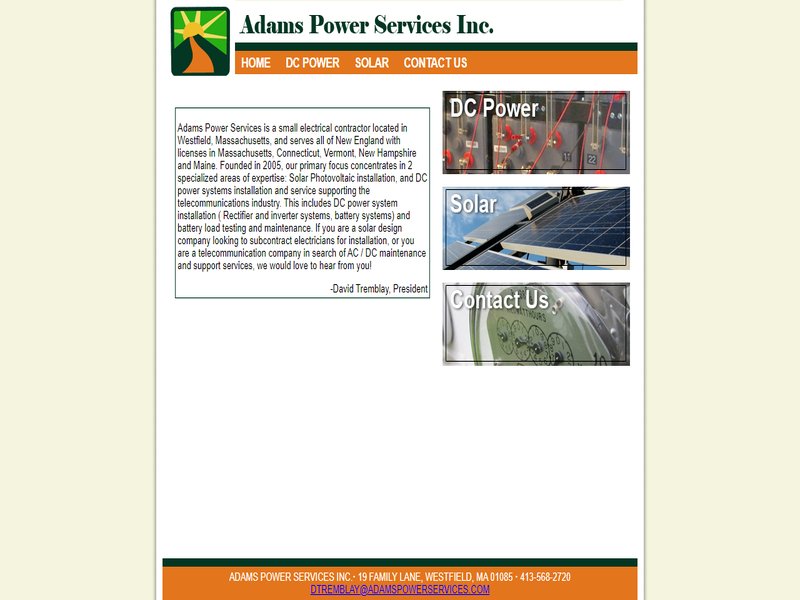 Adams Power Services Inc.
HOME DC POWER SOLAR CONTACT US
Adams Power Services is a small electrical contractor located in
Westfield, Massachusetts, and serves all of New England with
licenses in Massachusetts, Connecticut, Vermont, New Hampshire
and Maine. Founded in 2005, our primary focus concentrates in 2
specialized areas of expertise: Solar Photovoltaic installation, and DC
power systems installation and service supporting the
telecommunications industry. This includes DC power system
installation ( Rectifier and inverter systems, battery systems) and
battery load testing and maintenance. If you are a solar design
company looking to subcontract electricians for installation, or you
are a telecommunication company in search of AC / DC maintenance
and support services, we would love to hear from you!
-David Tremblay, President
DC Power
11 22
Solar
Contact Us
ADAMS POWER SERVICES INC.· 19 FAMILY LANE, WESTFIELD, MA 01085 · 413-568-2720
DTREMBLAY@ADAMSPOWERSERVICES.COM